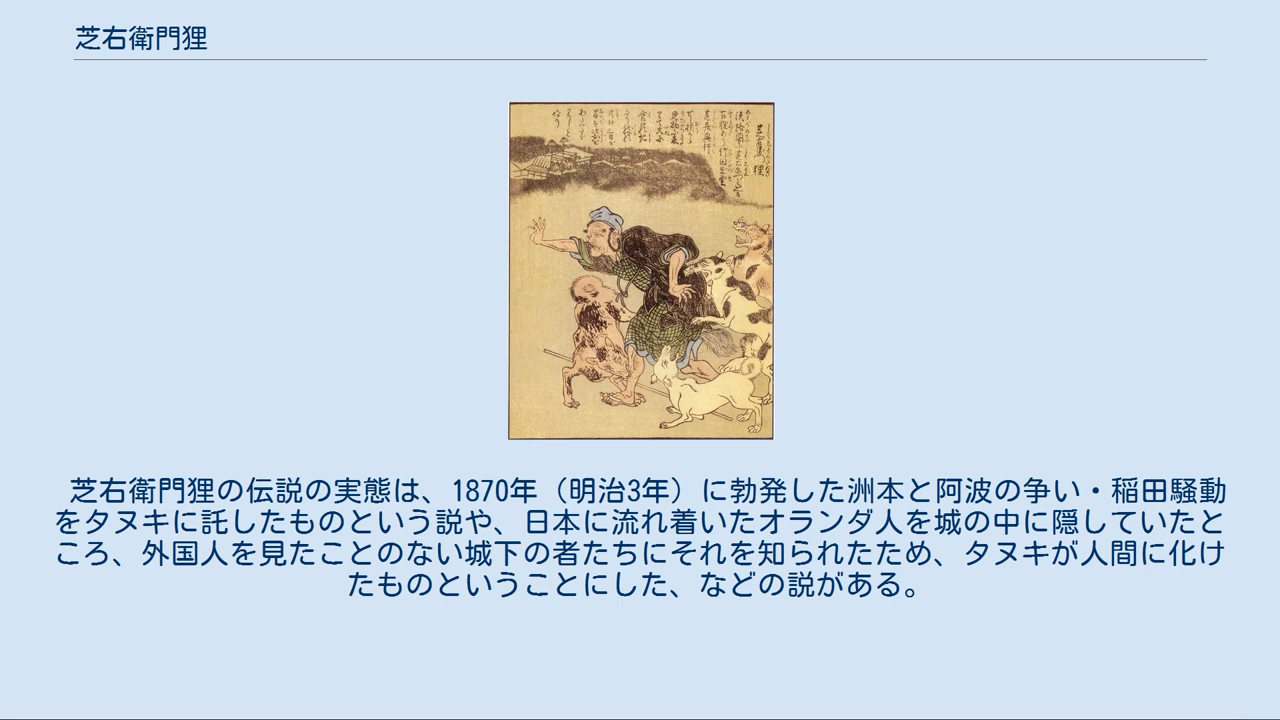 芝右衛門狸
芝右衛門狸の伝説の実態は、1870年（明治3年）に勃発した洲本と阿波の争い・稲田騒動
をタヌキに託したものという説や、日本に流れ着いたオランダ人を城の中に隠していたと
ころ、外国人を見たことのない城下の者たちにそれを知られたため、タヌキが人間に化け
たものということにした、などの説がある。